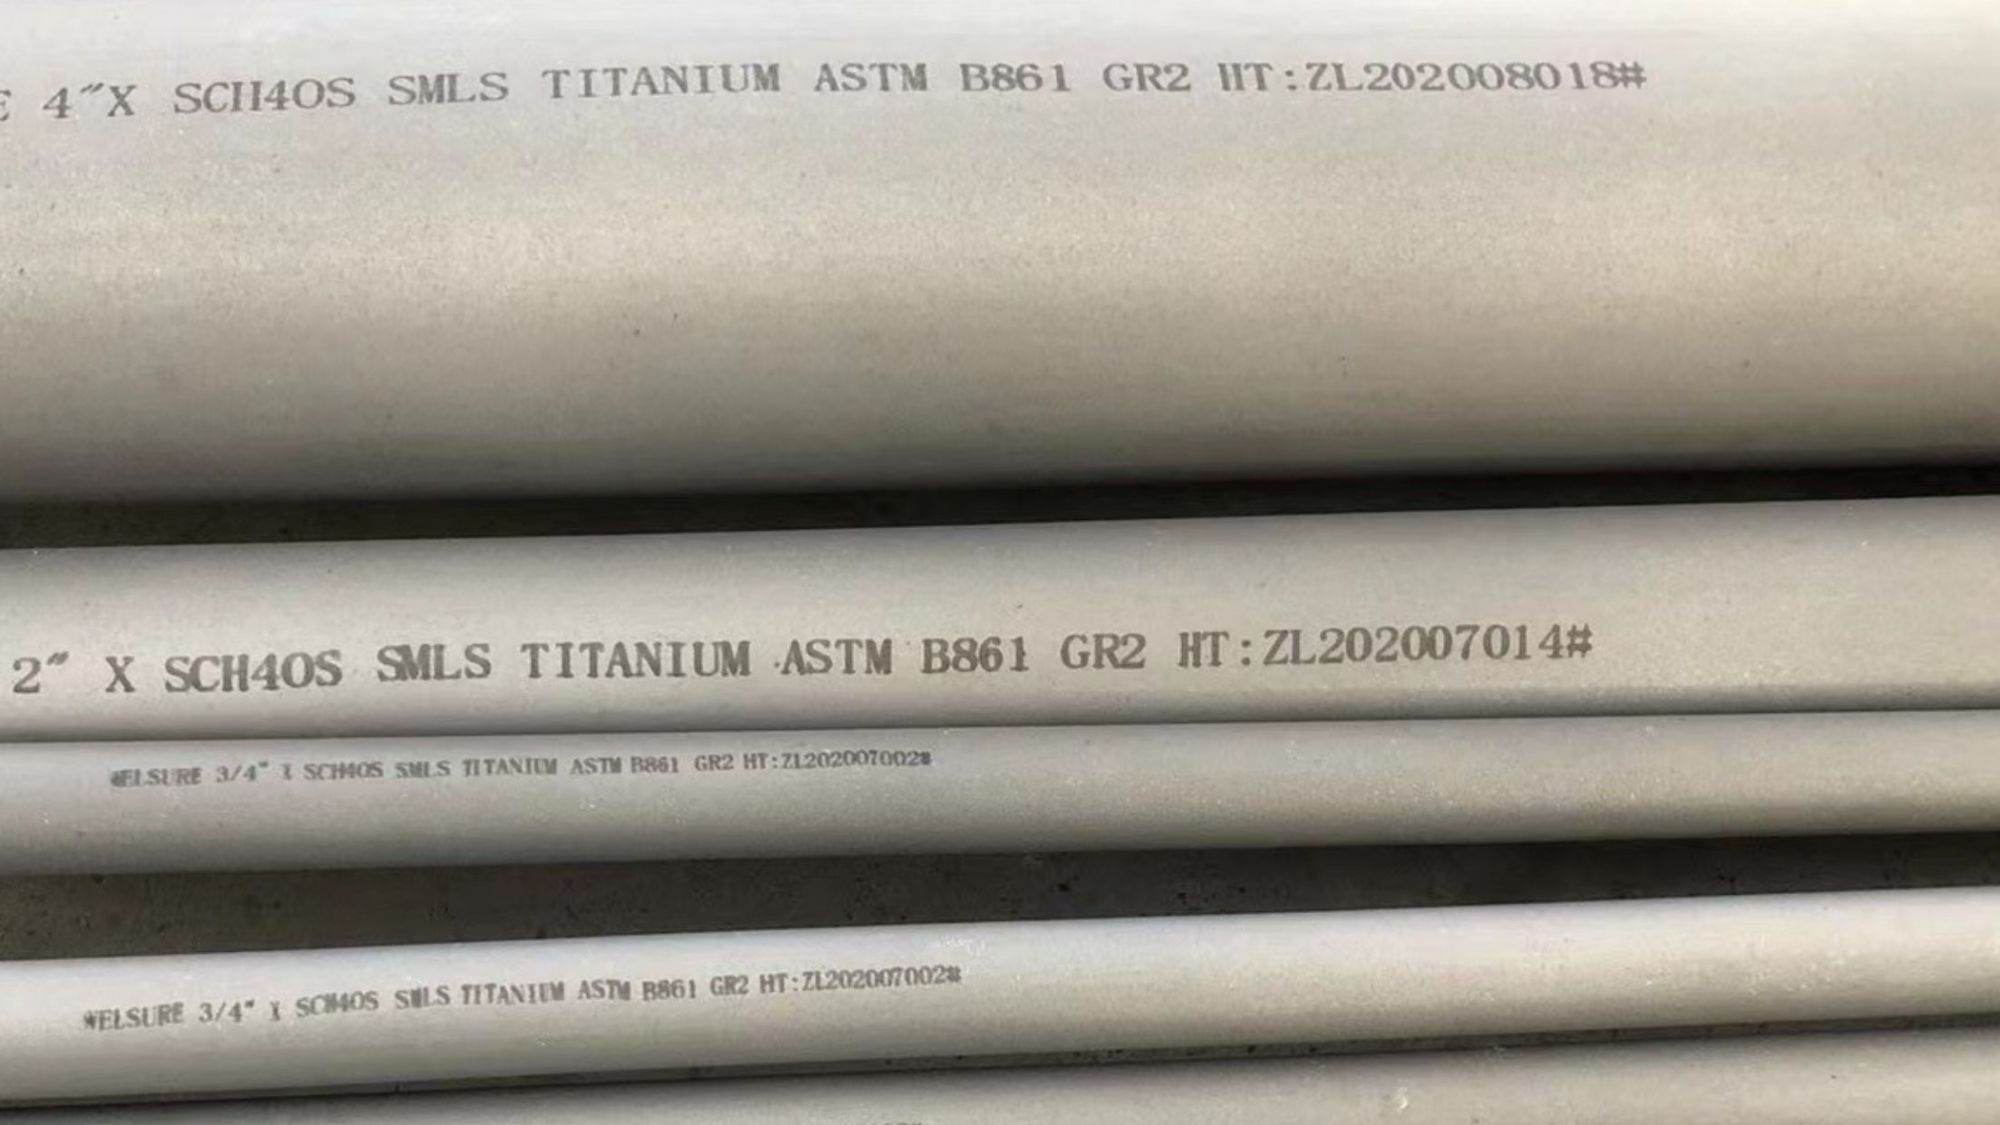 4″X SCH40S SMLS TITANIUM ASTM B861 GR2 HT:ZL202008018#
2″ X SCH40S SMLS TITANIUM ASTM B861 GR2 HT:ZL202007014#
WELSURE 3/4" X SCH40S SMLS TITANIUM ASTM B861 GR2 HT:ZL202007002#
WELSURE 3/4" X SCH40S SMLS TITANIUM ASTM B861 GR2 HT:ZL202007002#